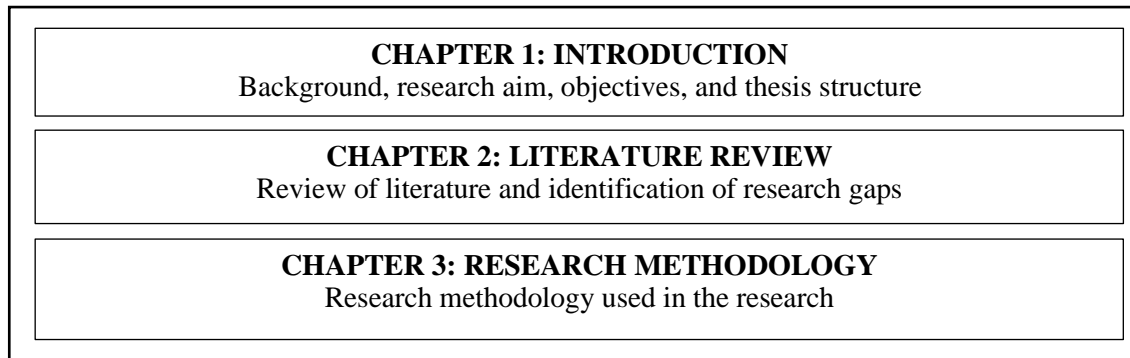 CHAPTER 1: INTRODUCTION
Background, research aim, objectives, and thesis structure
CHAPTER 2: LITERATURE REVIEW
Review of literature and identification of research gaps
CHAPTER 3: RESEARCH METHODOLOGY
Research methodology used in the research